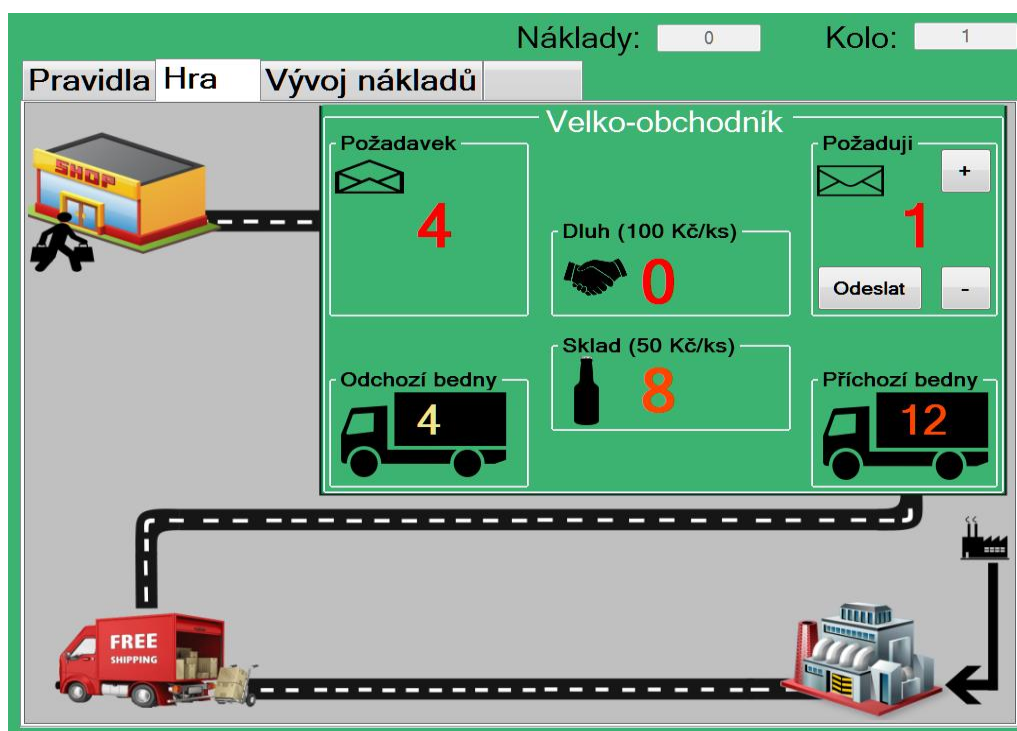 Náklady: 0 Kolo: 1
Pravidla Hra Vývoj nákladů
Velko-obchodník
Požadavek
4
Dluh (100 Kč/ks)
0
Požaduji
+
1
Odeslat -
Sklad (50 Kč/ks)
8
Odchozí bedny
4
Příchozí bedny
12
SHOP
FREE
SHIPPING